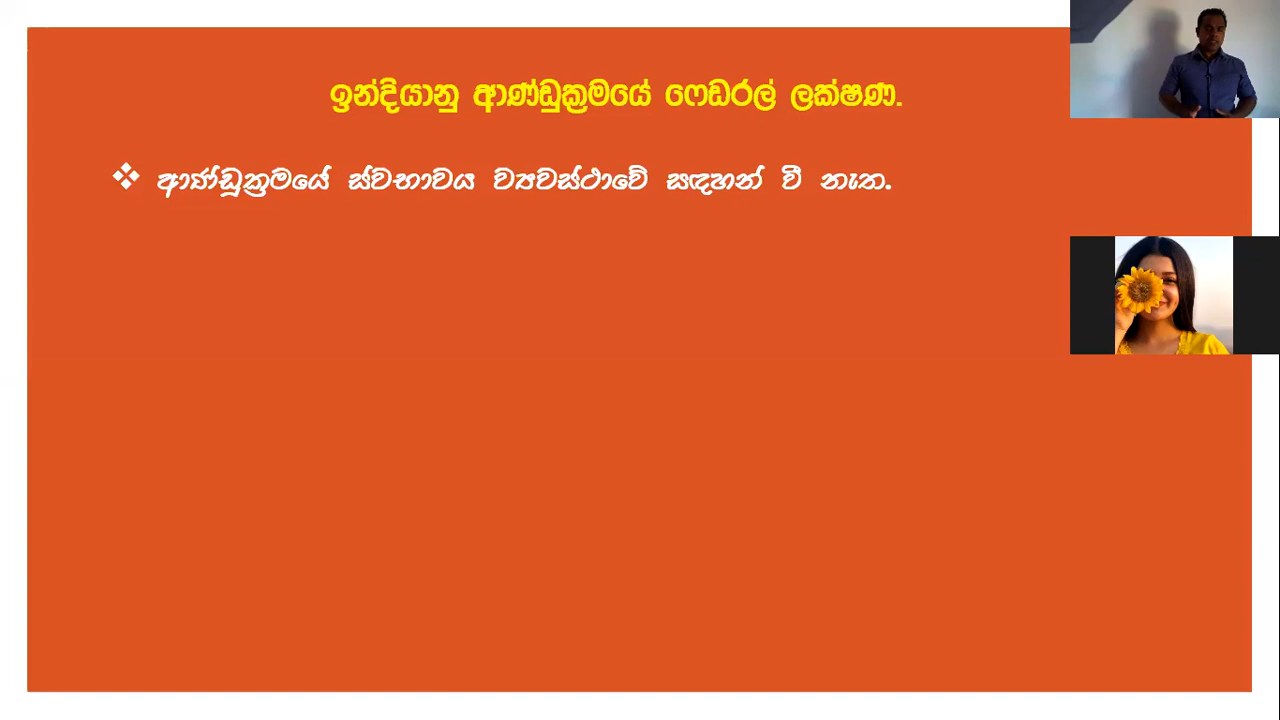 ඉන්දියානු ආණ්ඩුක්‍රමයේ ෆෙඩරල් ලක්ෂණ.
❖ ආණ්ඩූක්‍රමයේ ස්වභාවය ව්‍යවස්ථාවේ සඳහන් වී නැත.